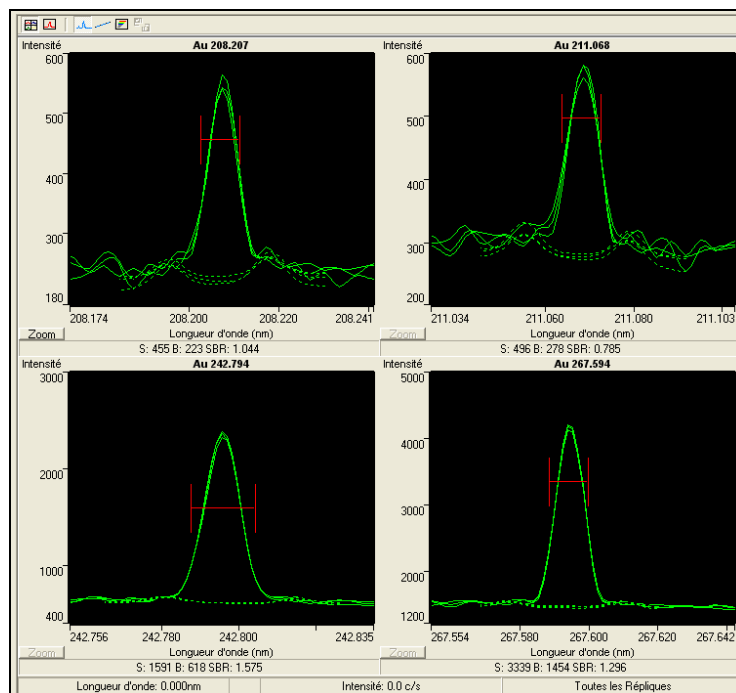 Intensité Au 208.207
600
500
400
300
180
208.174 208.200 208.220 208.241
Zoom Longueur d'onde (nm)
S: 455 B: 223 SBR: 1.044
Intensité Au 211.068
600
500
400
300
200
211.034 211.060 211.080 211.103
Zoom Longueur d'onde (nm)
S: 496 B: 278 SBR: 0.785
Intensité Au 242.794
3000
2000
1000
400
242.756 242.780 242.800 242.835
Zoom Longueur d'onde (nm)
S: 1591 B: 618 SBR: 1.575
Intensité Au 267.594
5000
4000
3000
2000
1200
267.554 267.580 267.600 267.620 267.642
Zoom Longueur d'onde (nm)
S: 3339 B: 1454 SBR: 1.296
Longueur d'onde: 0.000nm Intensité: 0.0 c/s Toutes les Répliques